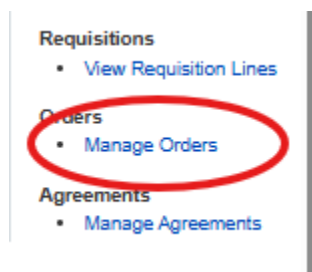 Requisitions
• View Requisition Lines
Orders
• Manage Orders
Agreements
• Manage Agreements